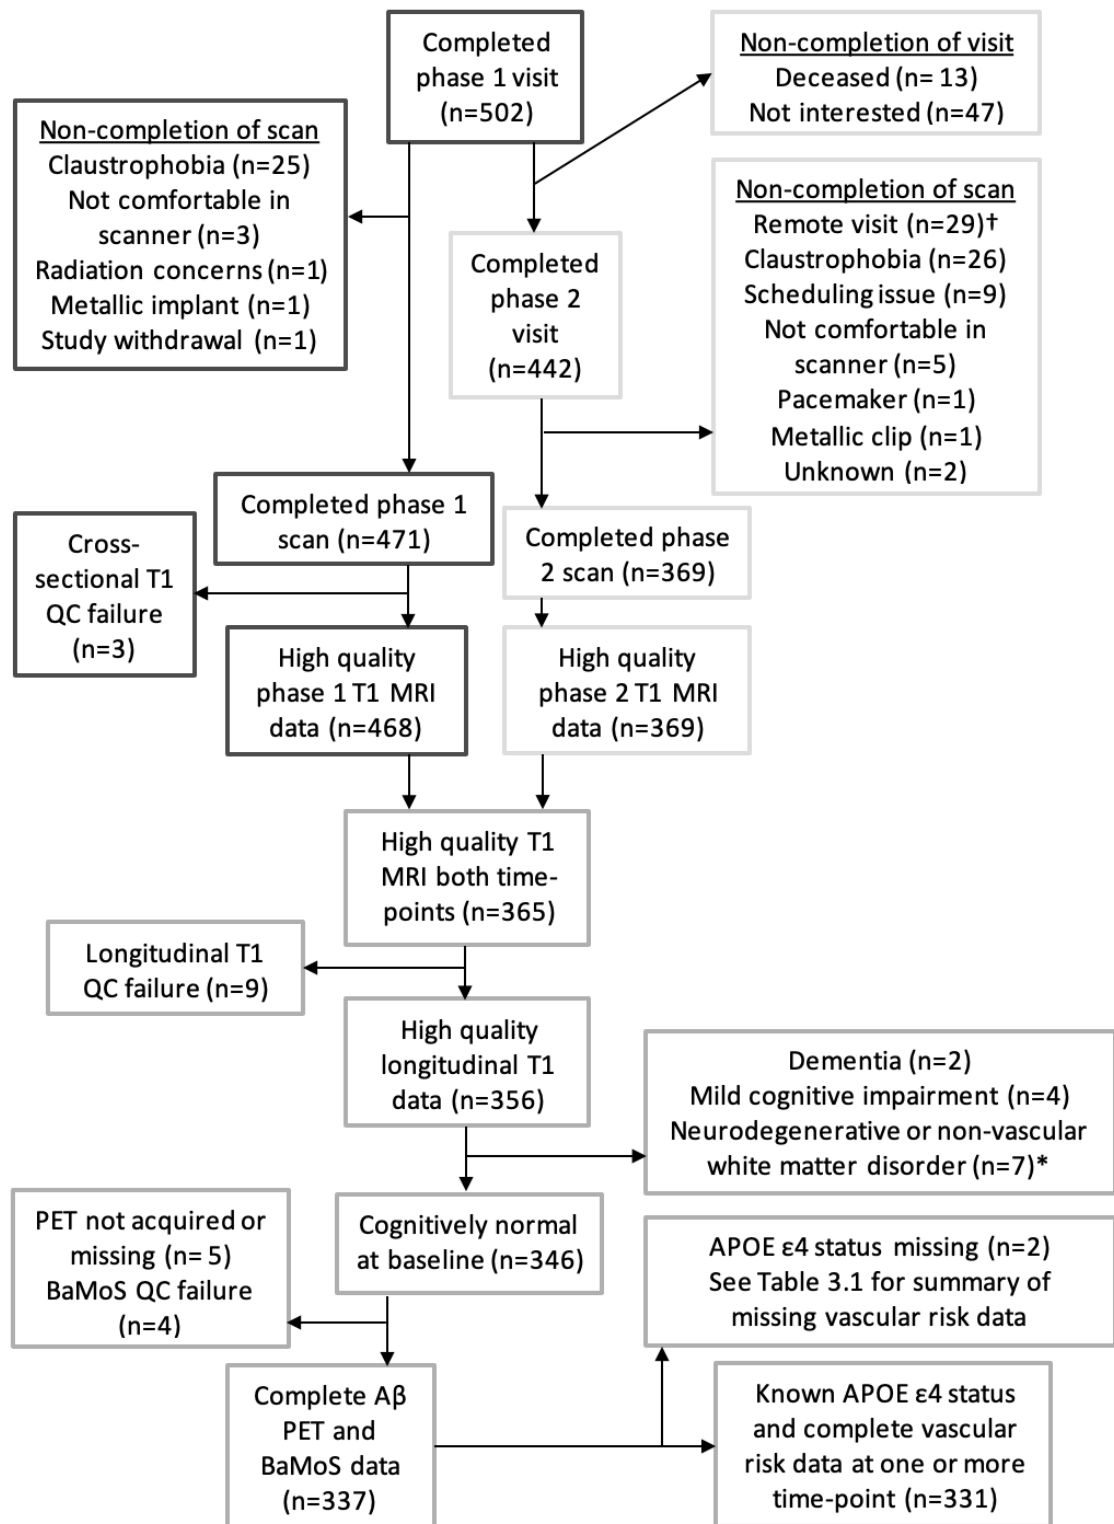 Completed
phase 1 visit
(n=502)
Non-completion of visit
Deceased (n= 13)
Not interested (n=47)
Non-completion of scan
Claustrophobia (n=25)
Not comfortable in
scanner (n=3)
Radiation concerns (n=1)
Metallic implant (n=1)
Study withdrawal (n=1)
Non-completion of scan
Remote visit (n=29)†
Claustrophobia (n=26)
Scheduling issue (n=9)
Not comfortable in
scanner (n=5)
Pacemaker (n=1)
Metallic clip (n=1)
Unknown (n=2)
Completed
phase 2
visit
(n=442)
Completed phase 1
scan (n=471)
Completed phase
2 scan (n=369)
Cross-
sectional T1
QC failure
(n=3)
High quality
phase 1 T1 MRI
data (n=468)
High quality
phase 2 T1 MRI
data (n=369)
High quality T1
MRI both time-
points (n=365)
Longitudinal T1
QC failure (n=9)
High quality
longitudinal T1
data (n=356)
Dementia (n=2)
Mild cognitive impairment (n=4)
Neurodegenerative or non-vascular
white matter disorder (n=7)*
Cognitively normal
at baseline (n=346)
PET not acquired or
missing (n= 5)
BaMoS QC failure
(n=4)
APOE ε4 status missing (n=2)
See Table 3.1 for summary of
missing vascular risk data
Complete Aβ
PET and
BaMoS data
(n=337)
Known APOE ε4 status
and complete vascular
risk data at one or more
time-point (n=331)